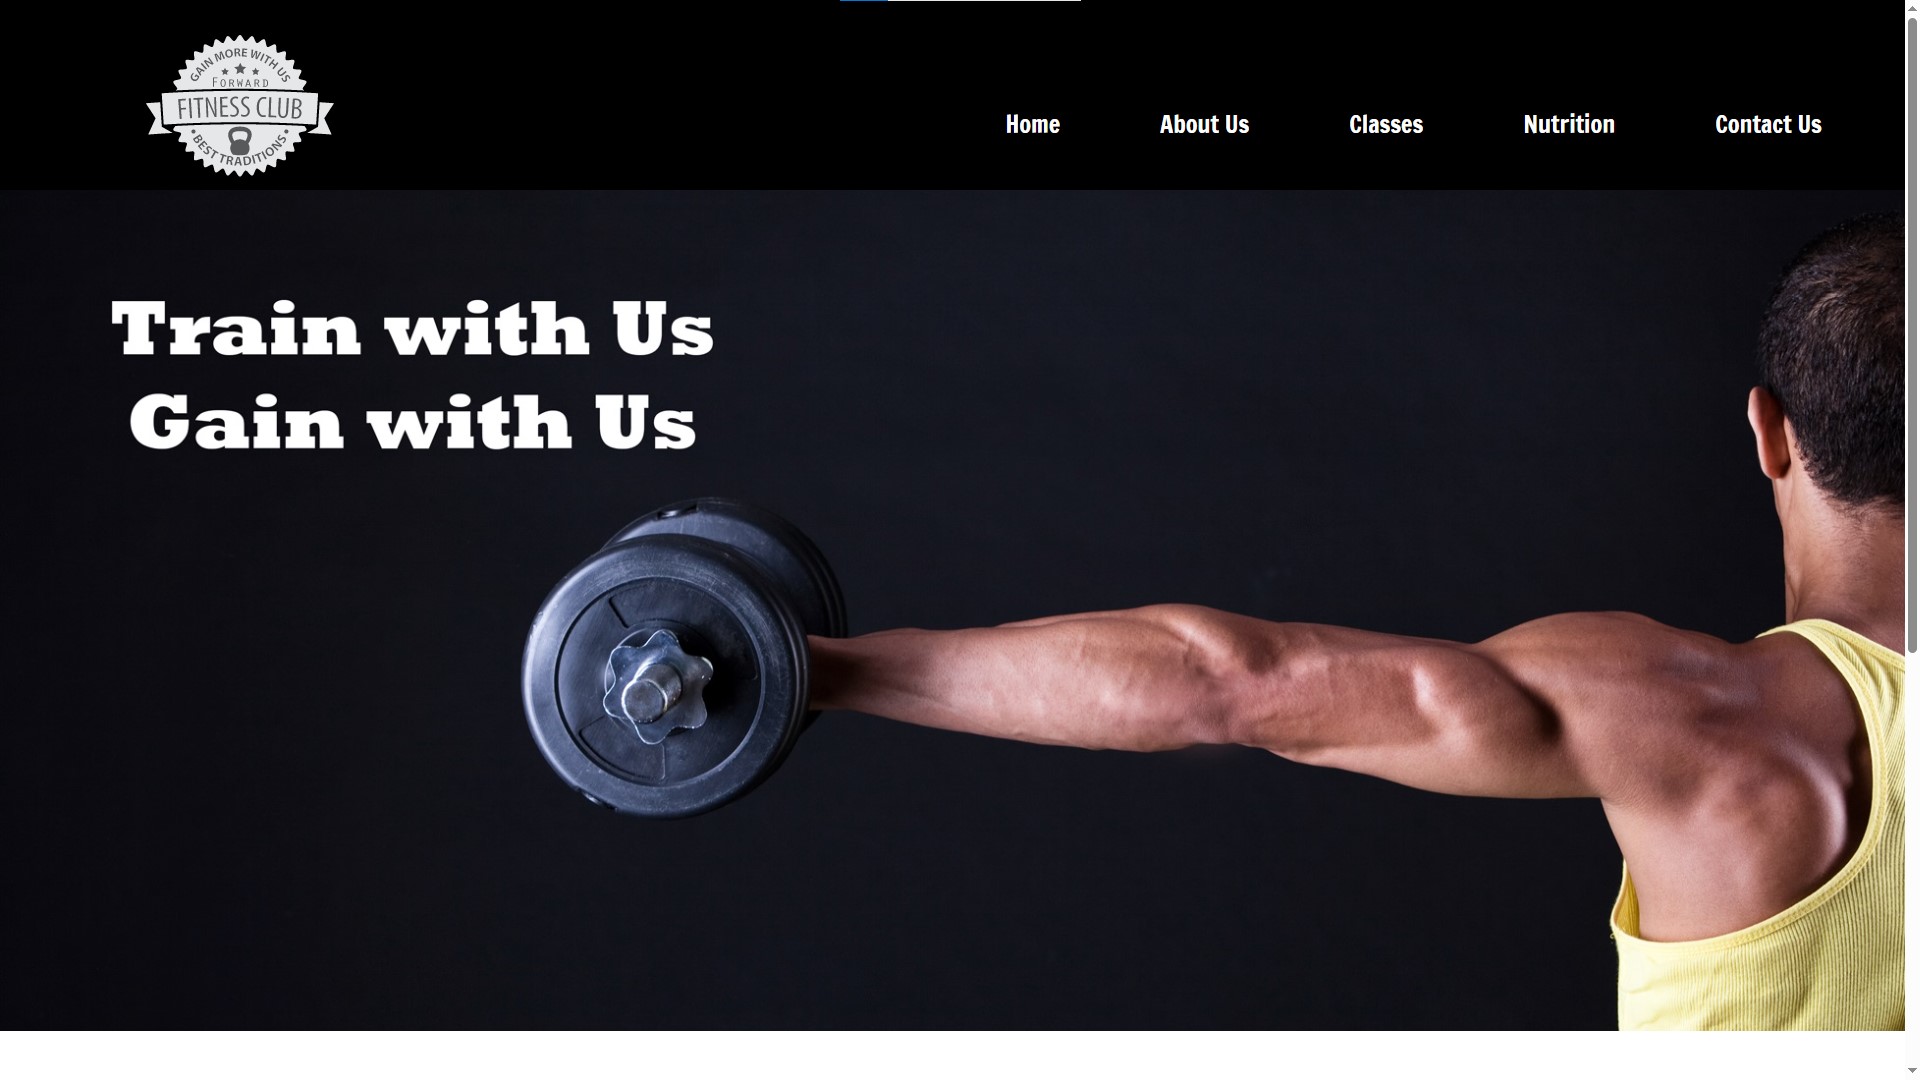 GAIN MORE WITH US
FORWARD
FITNESS CLUB
BEST TRADITIONS
Home
About Us
Classes
Nutrition
Contact Us
Train with Us
Gain with Us